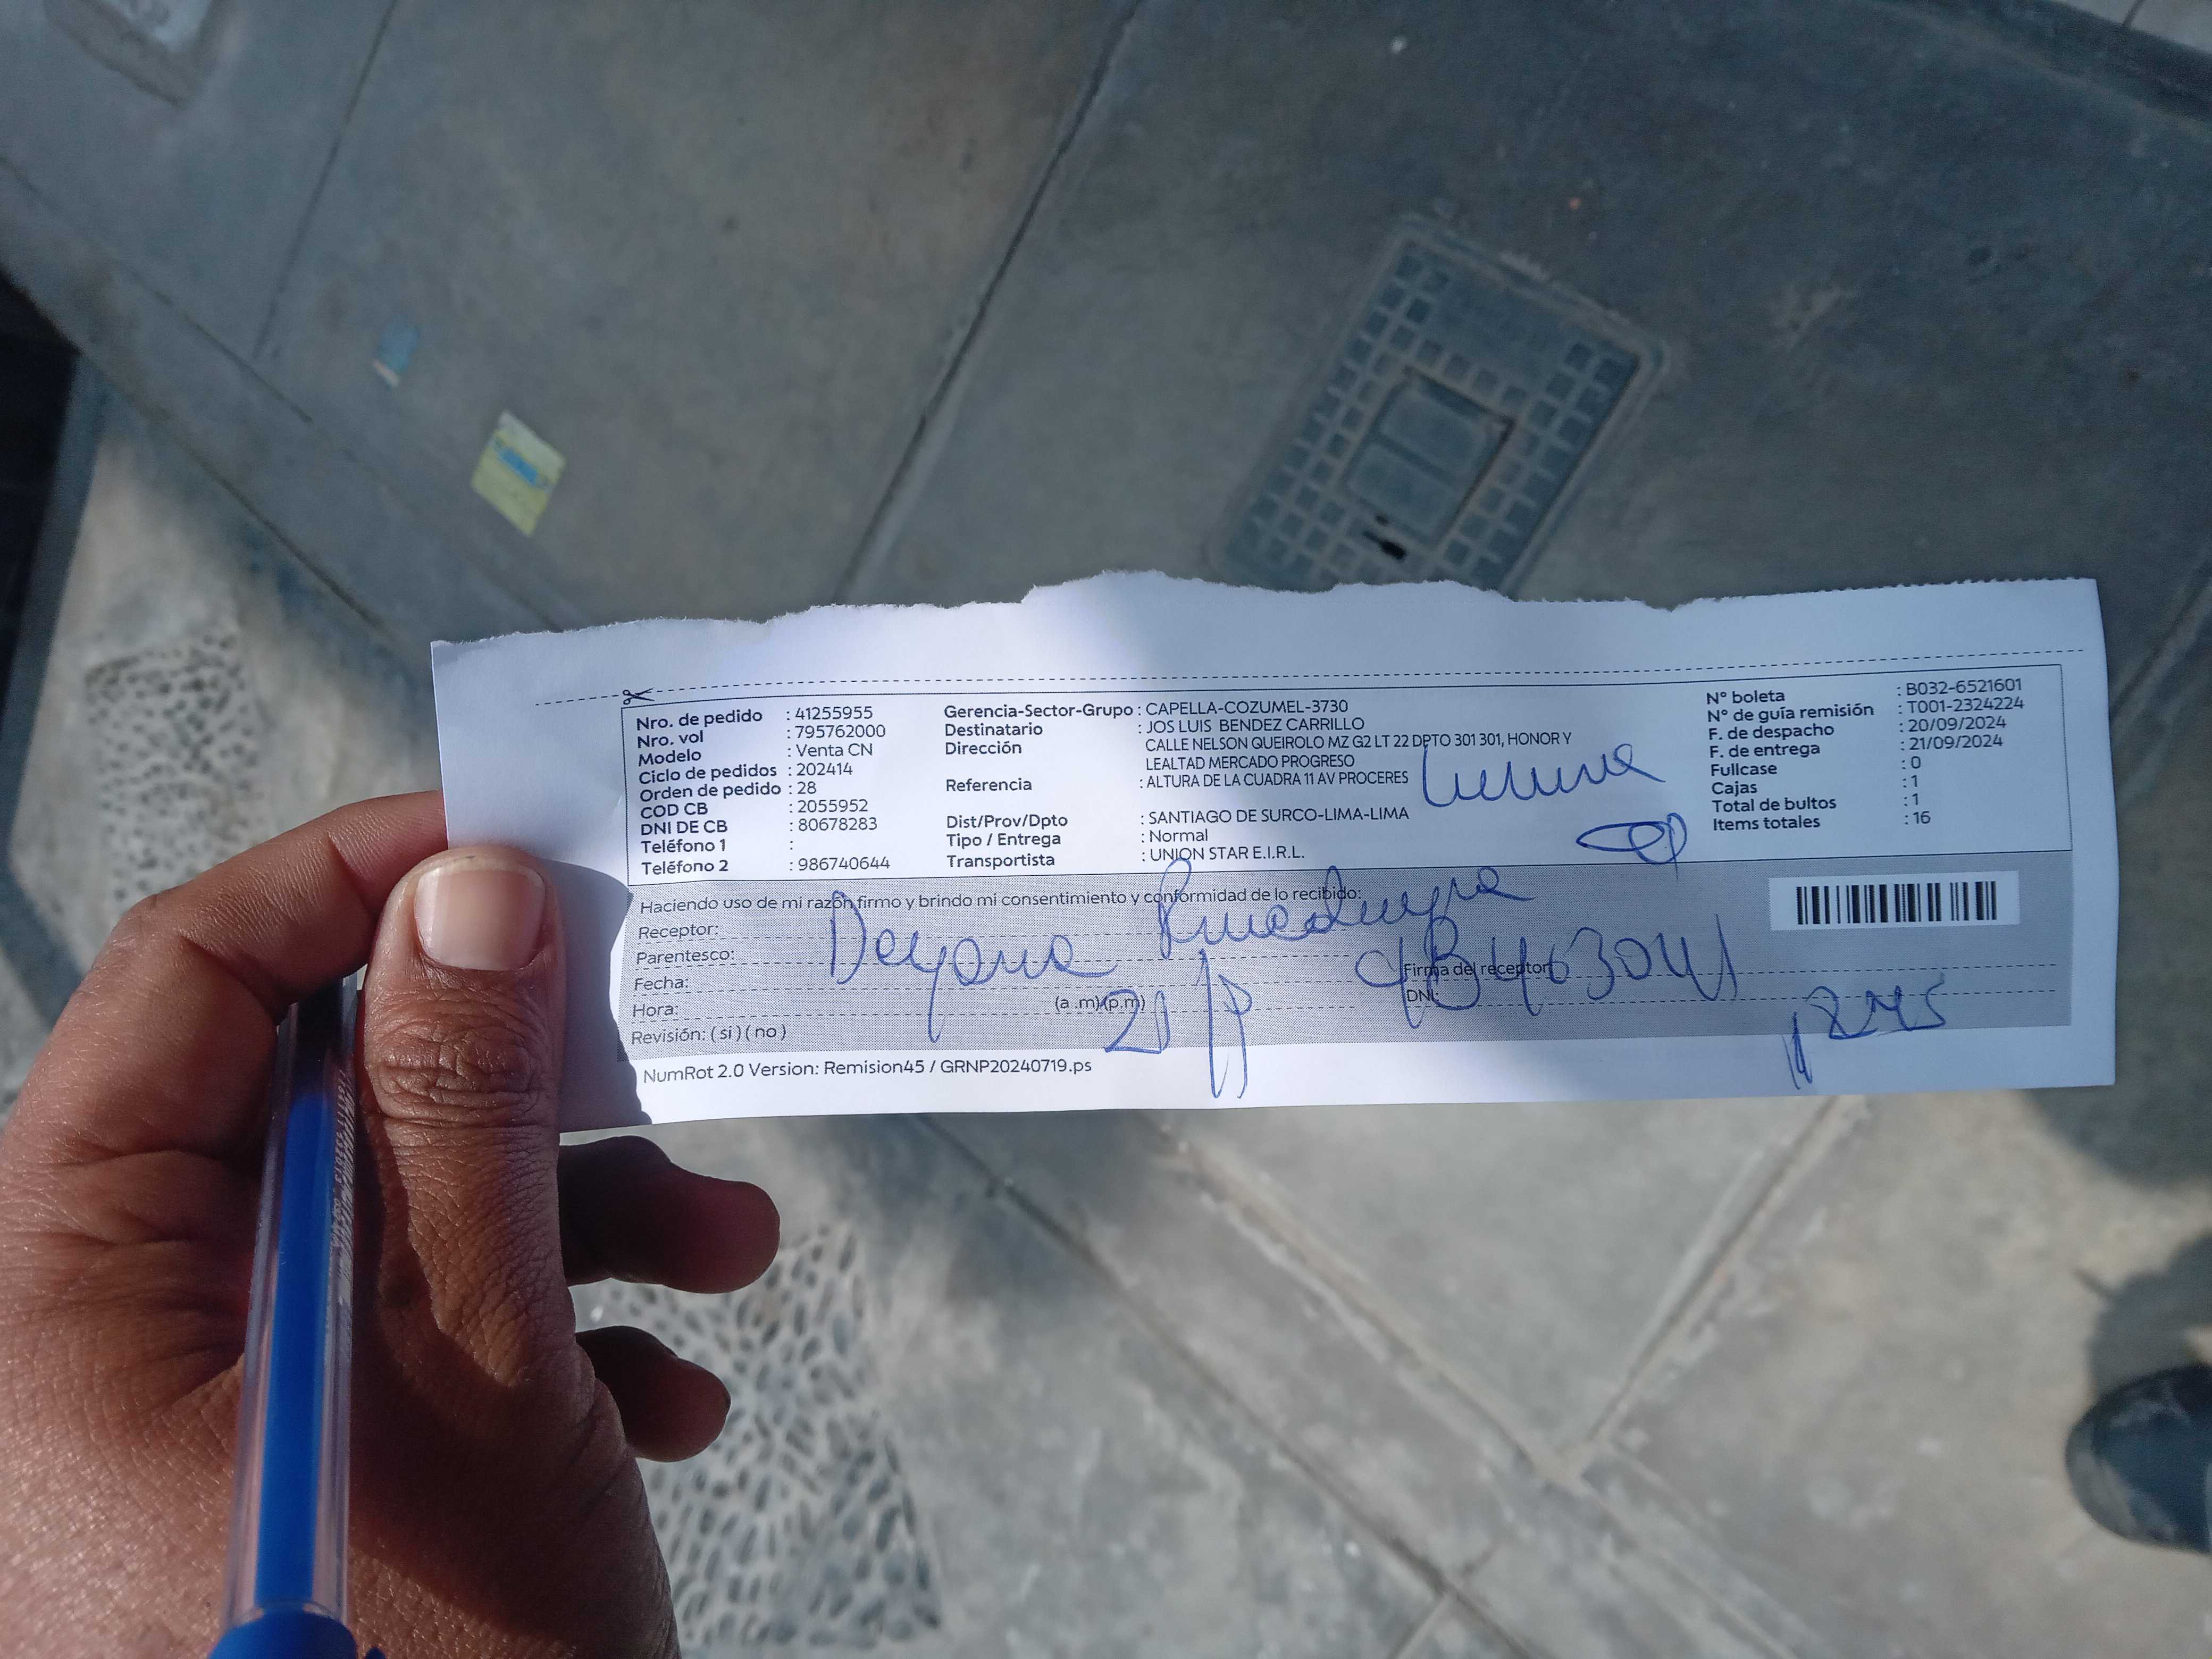 Nro. de pedido : 41255955
Nro. vol : 795762000
Modelo : Venta CN
Ciclo de pedidos : 202414
Orden de pedido : 28
COD CB : 2055952
DNI DE CB : 80678283
Teléfono 1 :
Teléfono 2 : 986740644
Gerencia-Sector-Grupo : CAPELLA-COZUMEL-3730
Destinatario : JOS LUIS BENDEZ CARRILLO
Dirección CALLE NELSON QUEIROLO MZ G2 LT 22 DPTO 301 301, HONOR Y
LEALTAD MERCADO PROGRESO
Referencia : ALTURA DE LA CUADRA 11 AV PROCERES
Dist/Prov/Dpto : SANTIAGO DE SURCO-LIMA-LIMA
Tipo / Entrega : Normal
Transportista : UNION STAR E.I.R.L.
N° boleta : B032-6521601
N° de guía remisión : T001-2324224
F. de despacho : 20/09/2024
F. de entrega : 21/09/2024
Fullcase : 0
Cajas : 1
Total de bultos : 1
Items totales : 16
Haciendo uso de mi razón firmo y brindo mi consentimiento y conformidad de lo recibido:
Receptor:
Parentesco: Deyana
Fecha: Firma del receptor
Hora: (a .m)(p.m) DNI:
Revisión: ( si ) ( no )
NumRot 2.0 Version: Remision45 / GRNP20240719.ps